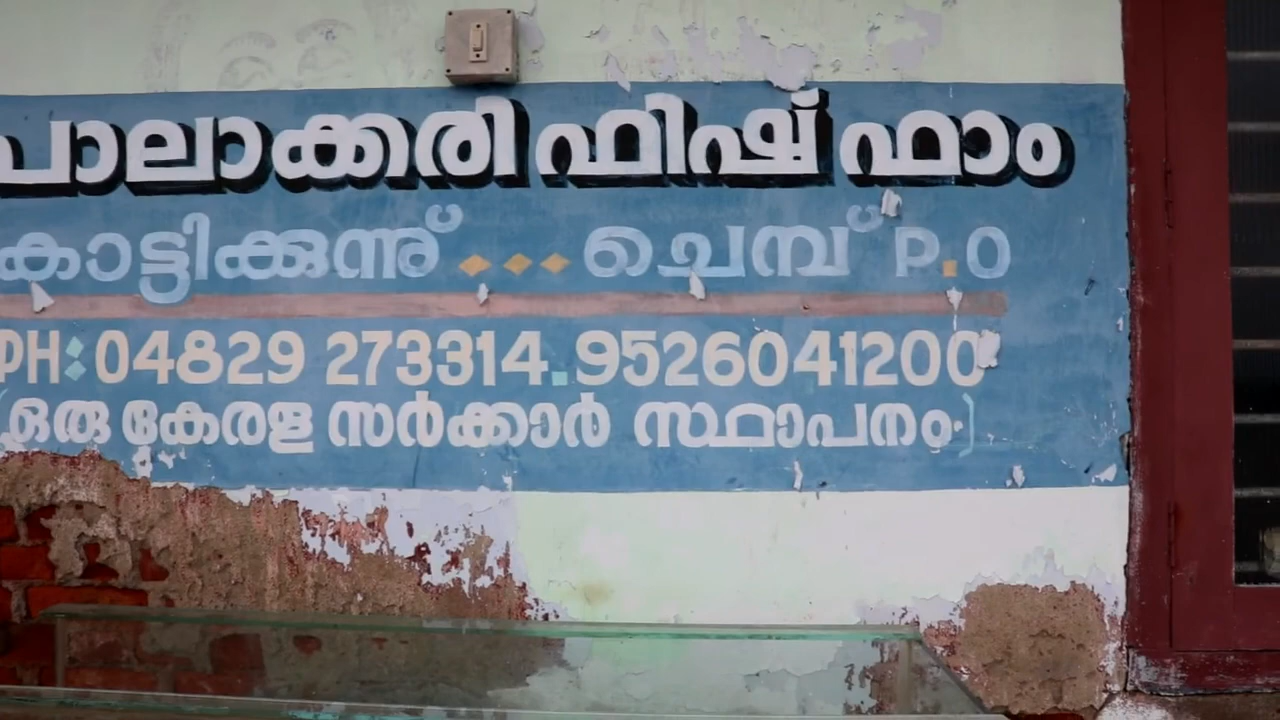 പാലാക്കരി ഫിഷ് ഫാം
കാട്ടിക്കുന്ന് ... ചെമ്പ് P.O
PH: 04829 273314. 9526041200
(ഒരു കേരള സർക്കാർ സ്ഥാപനം)